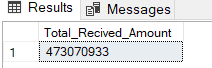 Results Messages
Total_Recived_Amount
1 473070933